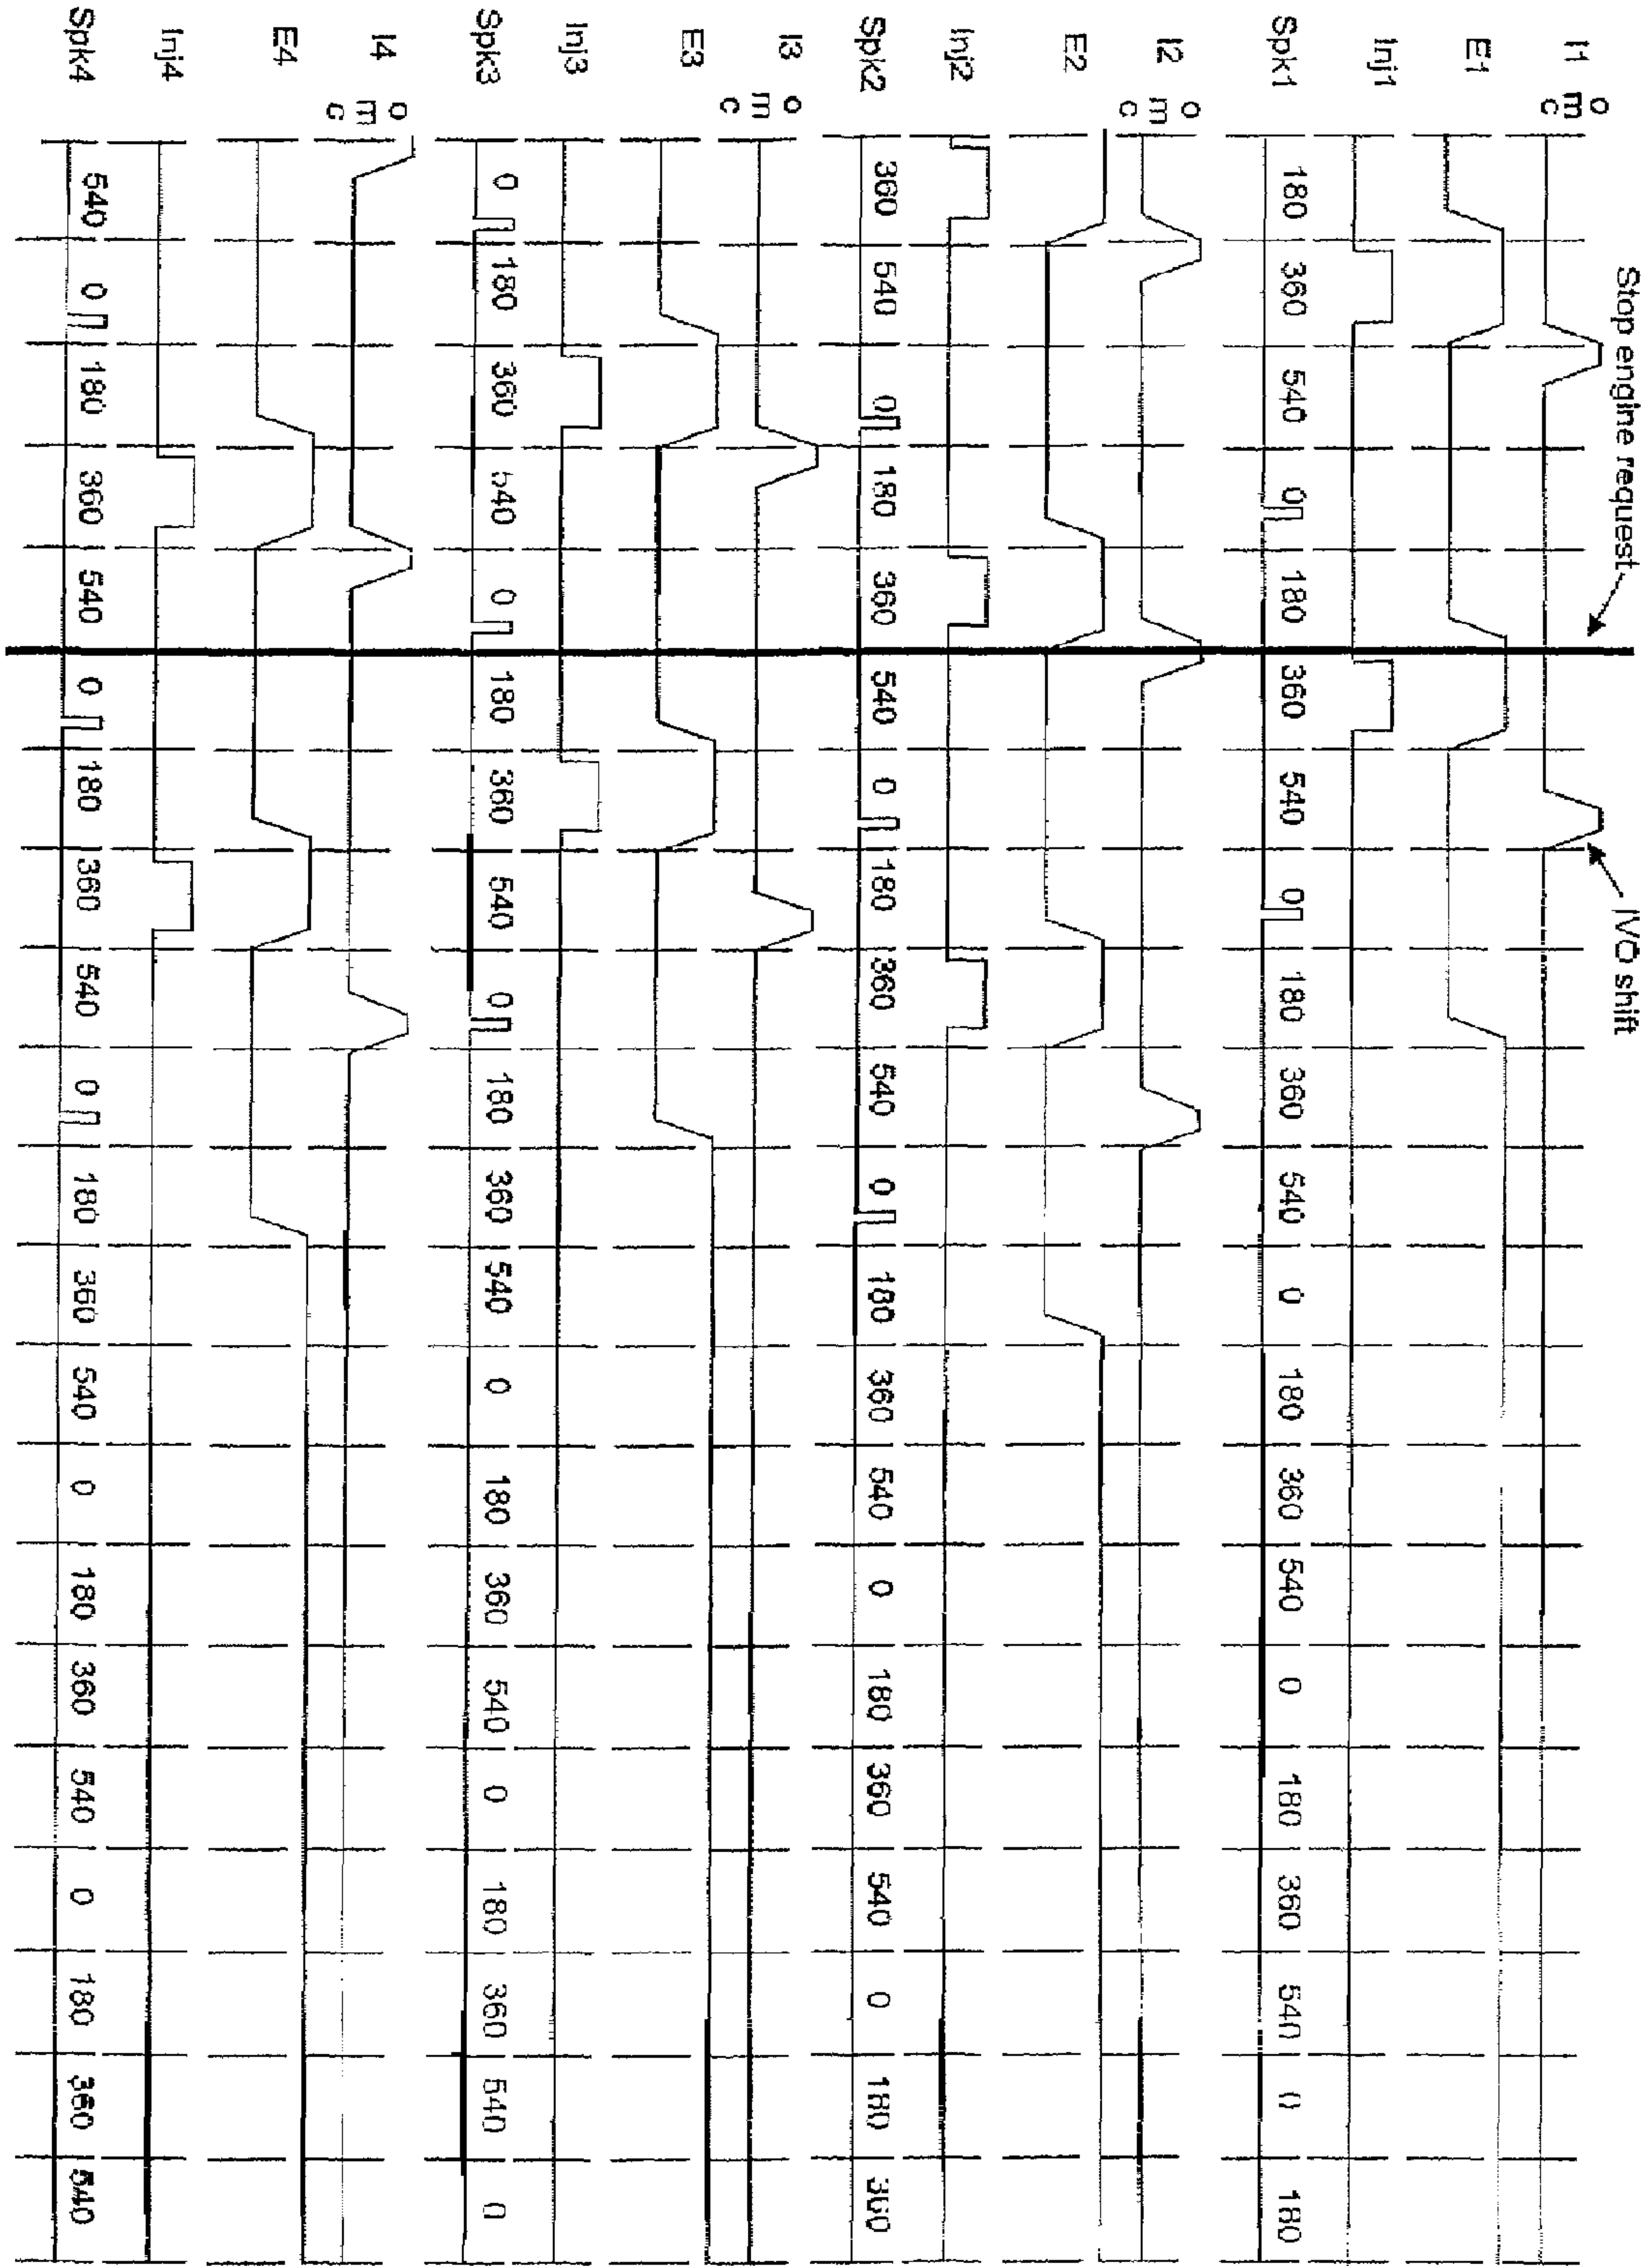 Stop engine request
IVO shift
o
I1 m
c
E1
Inj1
180 360 540 0 180 360 540 0 180 360 540 0 180 360 540 0 180 360 540 0 180
Spk1
o
I2 m
c
E2
Inj2
360 540 0 180 360 540 0 180 360 540 0 180 360 540 0 180 360 540 0 180 360
Spk2
o
I3 m
c
E3
Inj3
0 180 360 540 0 180 360 540 0 180 360 540 0 180 360 540 0 180 360 540 0
Spk3
o
I4 m
c
E4
Inj4
540 0 180 360 540 0 180 360 540 0 180 360 540 0 180 360 540 0 180 360 540
Spk4